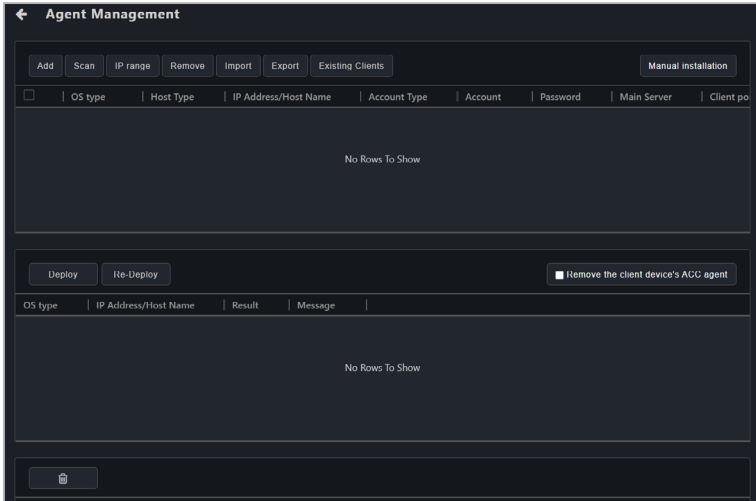 Agent Management
Add Scan IP range Remove Import Export Existing Clients Manual installation
OS type Host Type IP Address/Host Name Account Type Account Password Main Server Client po
No Rows To Show
Deploy Re-Deploy Remove the client device's ACC agent
OS type IP Address/Host Name Result Message
No Rows To Show